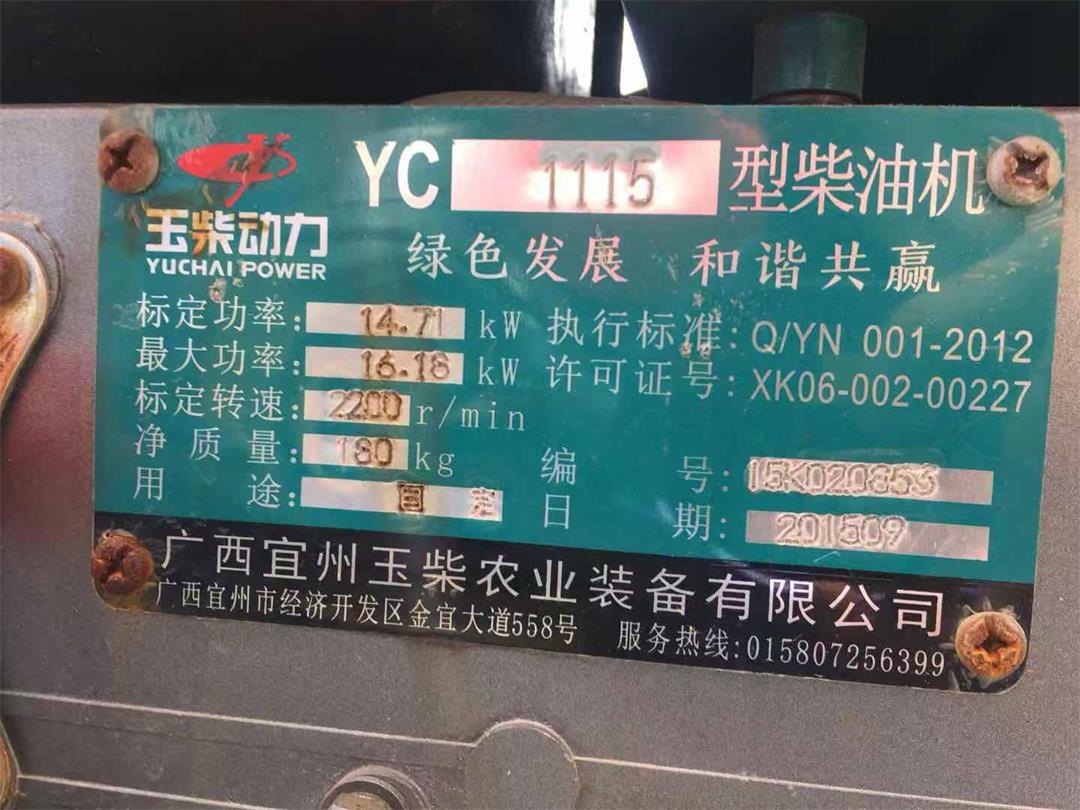 YC 1115 型柴油机
玉柴动力
YUCHAI POWER
绿色发展 和谐共赢
标定功率: 14.71 kW 执行标准: Q/YN 001-2012
最大功率: 16.18 kW 许可证号: XK06-002-00227
标定转速: 2200 r/min
净质量: 180 kg 编号: 15K020853
用途: 日期: 201509
广西宜州玉柴农业装备有限公司
广西宜州市经济开发区金宜大道558号 服务热线:015807256399